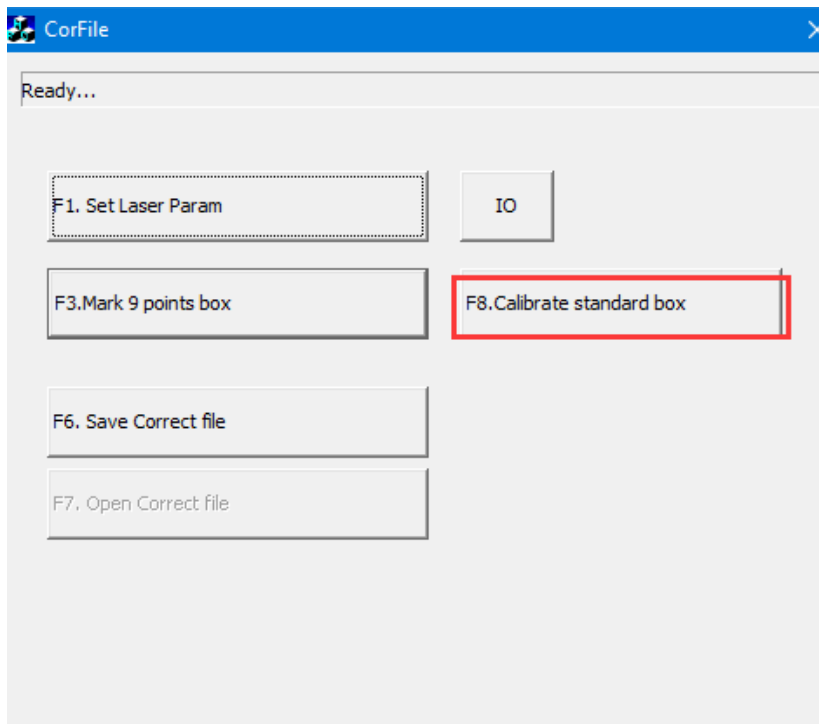 CorFile
Ready...
F1. Set Laser Param
IO
F3.Mark 9 points box
F8.Calibrate standard box
F6. Save Correct file
F7. Open Correct file